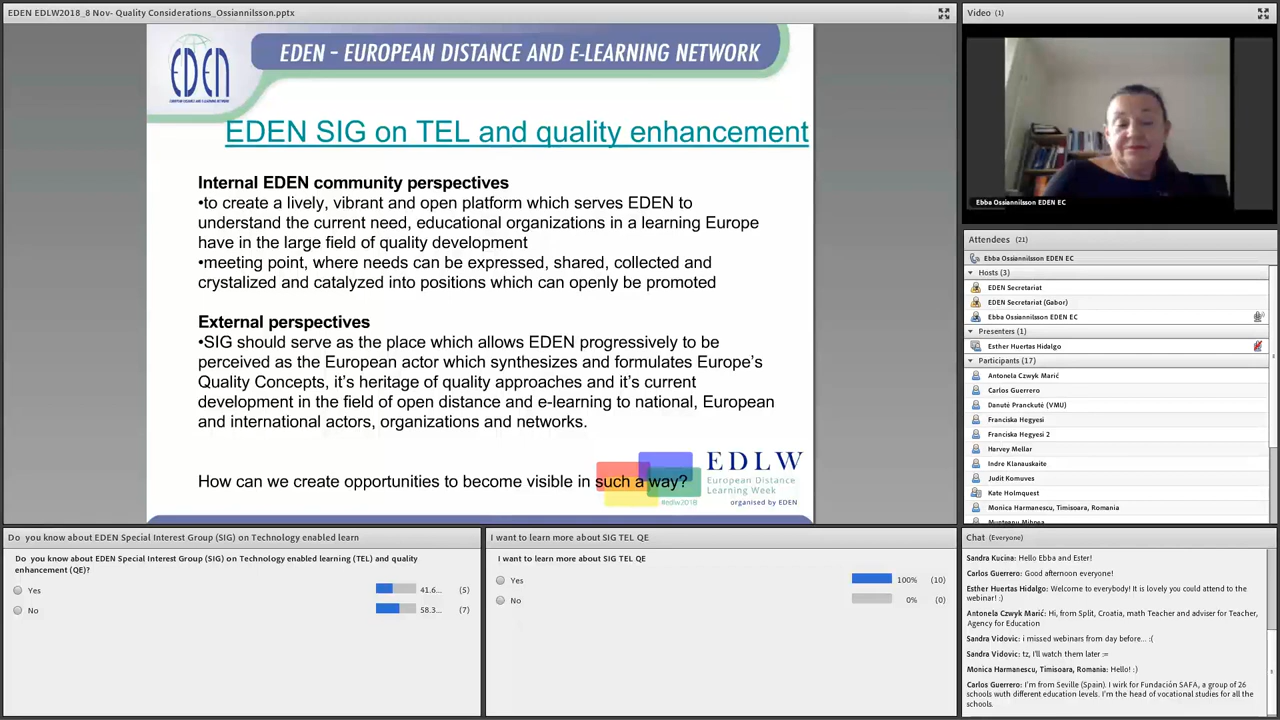 EDEN EDLW2018_8 Nov- Quality Considerations_Ossiannilsson.pptx
EDEN
EDEN - EUROPEAN DISTANCE AND E-LEARNING NETWORK
EDEN SIG on TEL and quality enhancement
Internal EDEN community perspectives
•to create a lively, vibrant and open platform which serves EDEN to
understand the current need, educational organizations in a learning Europe
have in the large field of quality development
•meeting point, where needs can be expressed, shared, collected and
crystalized and catalyzed into positions which can openly be promoted
External perspectives
•SIG should serve as the place which allows EDEN progressively to be
perceived as the European actor which synthesizes and formulates Europe's
Quality Concepts, it's heritage of quality approaches and it's current
development in the field of open distance and e-learning to national, European
and international actors, organizations and networks.
How can we create opportunities to become visible in such a way?
EDLW
European Distance
Learning Week
#edlw2018
organised by EDEN
Video (1)
Ebba Ossiannilsson EDEN EC
Attendees (21)
Ebba Ossiannilsson EDEN EC
Hosts (3)
EDEN Secretariat
EDEN Secretariat (Gabor)
Ebba Ossiannilsson EDEN EC
Presenters (1)
Esther Huertas Hidalgo
Participants (17)
Antonela Czwyk Marić
Carlos Guerrero
Danutė Pranckutė (VMU)
Franciska Hegyesi
Franciska Hegyesi 2
Harvey Mellar
Indre Klanauskaite
Judit Komuves
Kate Holmquest
Monica Harmanescu, Timisoara, Romania
Do you know about EDEN Special Interest Group (SIG) on Technology enabled learn
Do you know about EDEN Special Interest Group (SIG) on Technology enabled learning (TEL) and quality
enhancement (QE)?
Yes 41.6... (5)
No 58.3... (7)
I want to learn more about SIG TEL QE
I want to learn more about SIG TEL QE
Yes 100% (10)
No 0% (0)
Chat (Everyone)
Sandra Kucina: Hello Ebba and Ester!
Carlos Guerrero: Good afternoon everyone!
Esther Huertas Hidalgo: Welcome to everybody! It is lovely you could attend to the
webinar! :)
Antonela Czwyk Marić: Hi, from Split, Croatia, math Teacher and adviser for Teacher,
Agency for Education
Sandra Vidovic: i missed webinars from day before... :(
Sandra Vidovic: tz, I'll watch them later :=
Monica Harmanescu, Timisoara, Romania: Hello! :)
Carlos Guerrero: I'm from Seville (Spain). I wirk for Fundación SAFA, a group of 26
schools wuth different education levels. I'm the head of vocational studies for all the
schools.